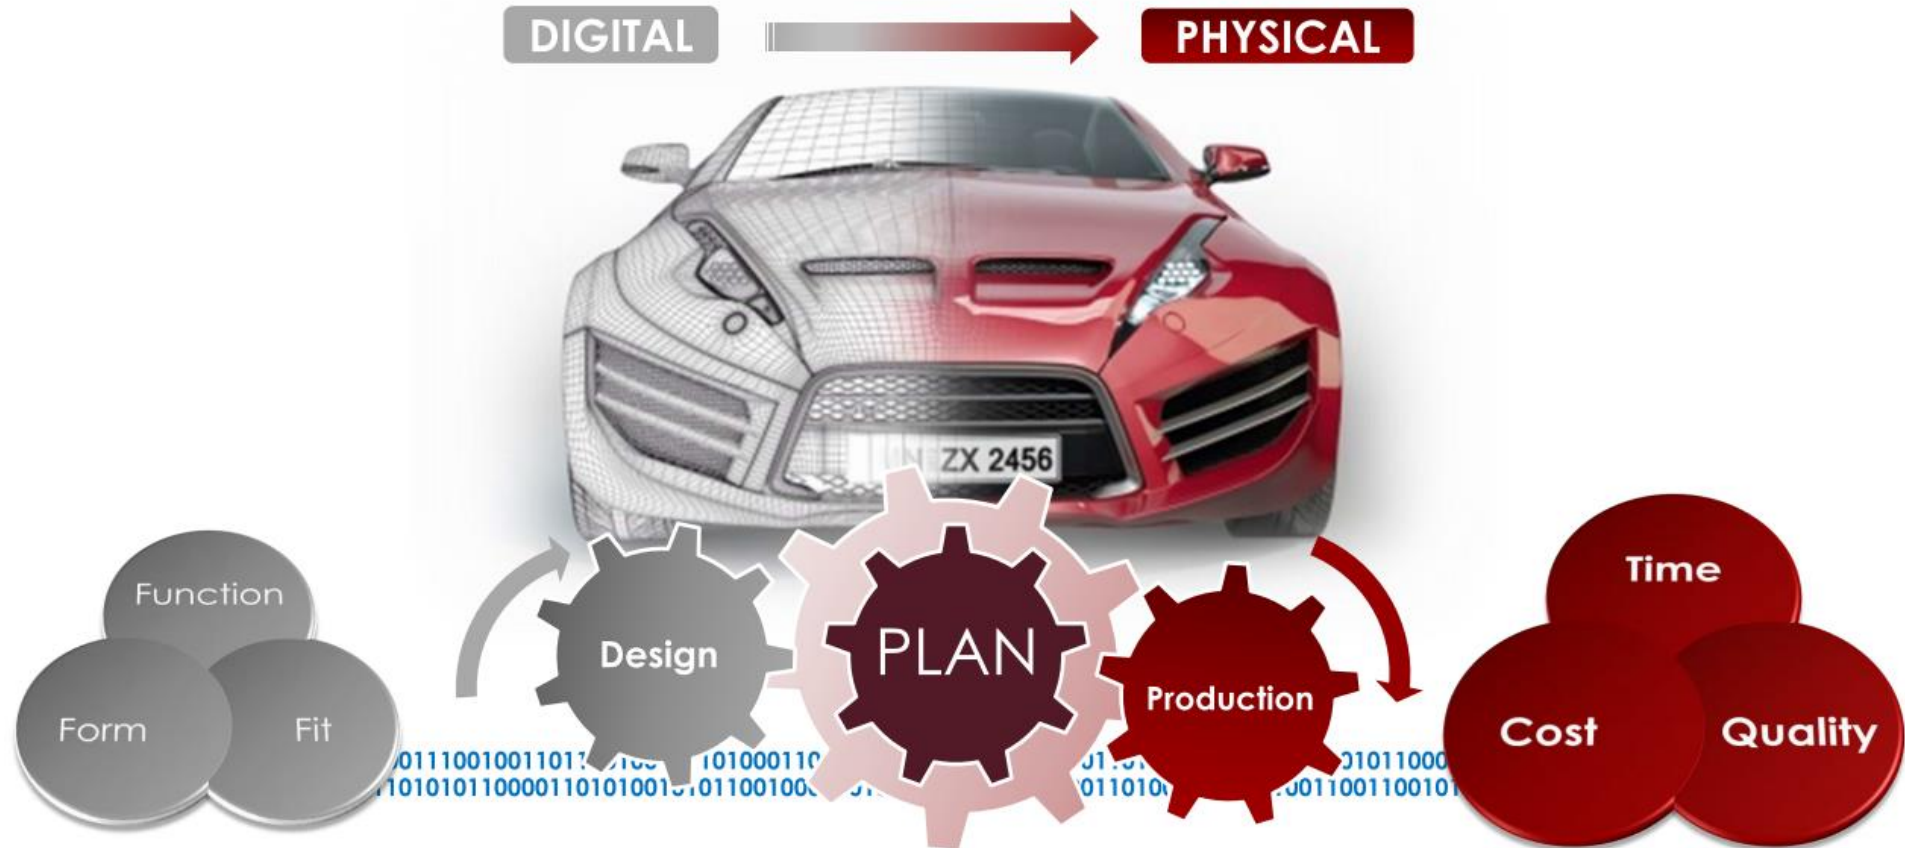 DIGITAL
PHYSICAL
ZX 2456
Function
Form
Fit
Design
PLAN
Production
Time
Cost
Quality